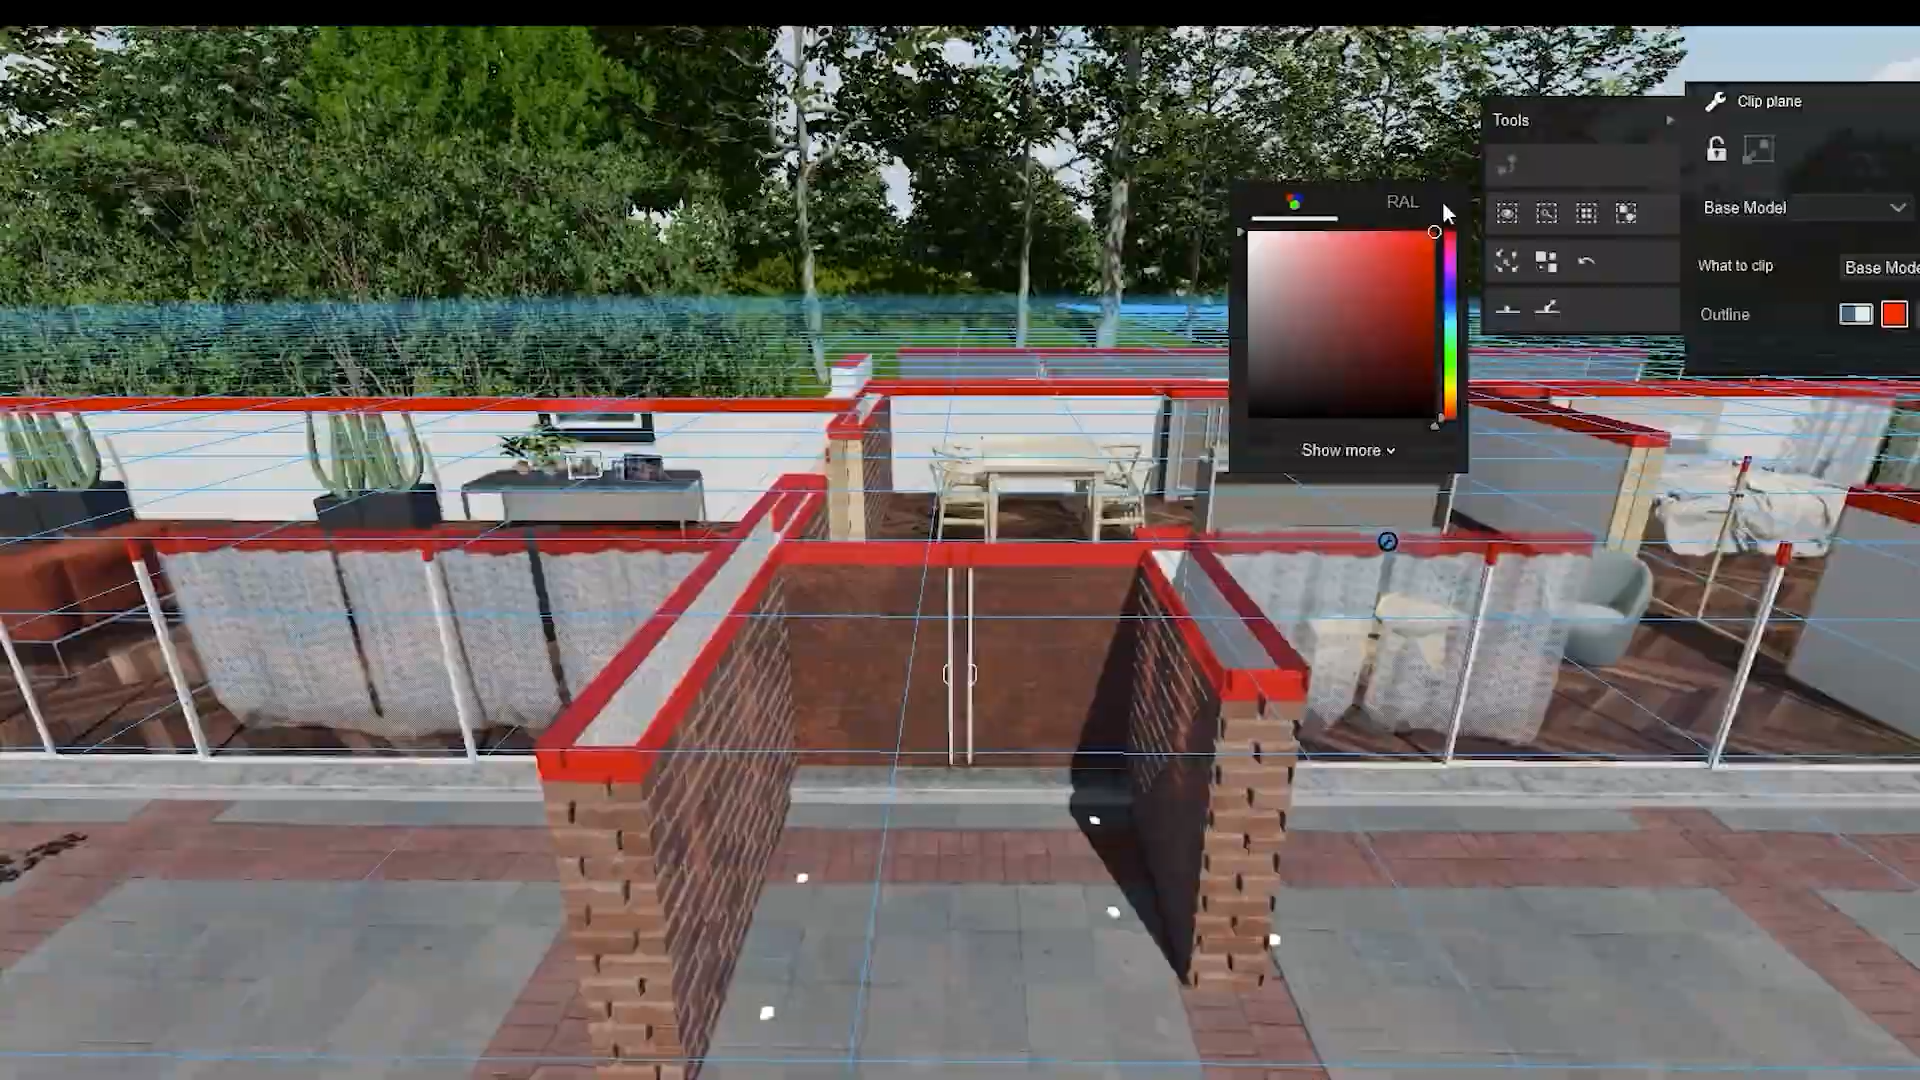 Clip plane
Tools
RAL
Base Model
What to clip
Base Mode
Outline
Show more